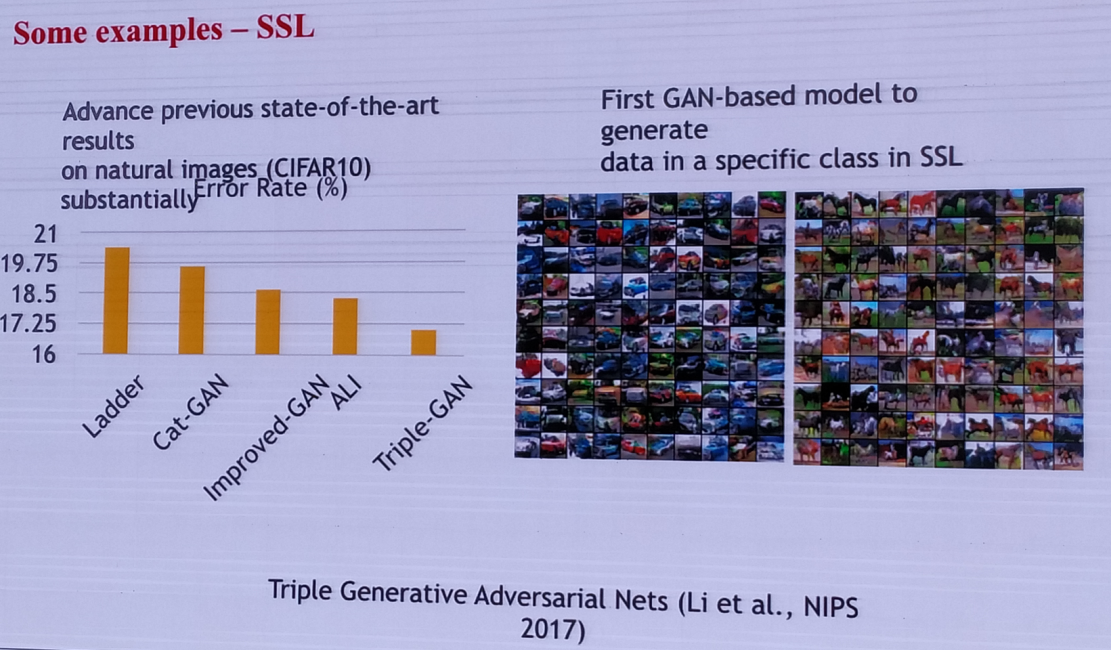 Some examples – SSL
Advance previous state-of-the-art
results
on natural images (CIFAR10)
substantially
Error Rate (%)
21
19.75
18.5
17.25
16
Ladder
Cat-GAN
Improved-GAN
ALI
Triple-GAN
First GAN-based model to
generate
data in a specific class in SSL
Triple Generative Adversarial Nets (Li et al., NIPS
2017)